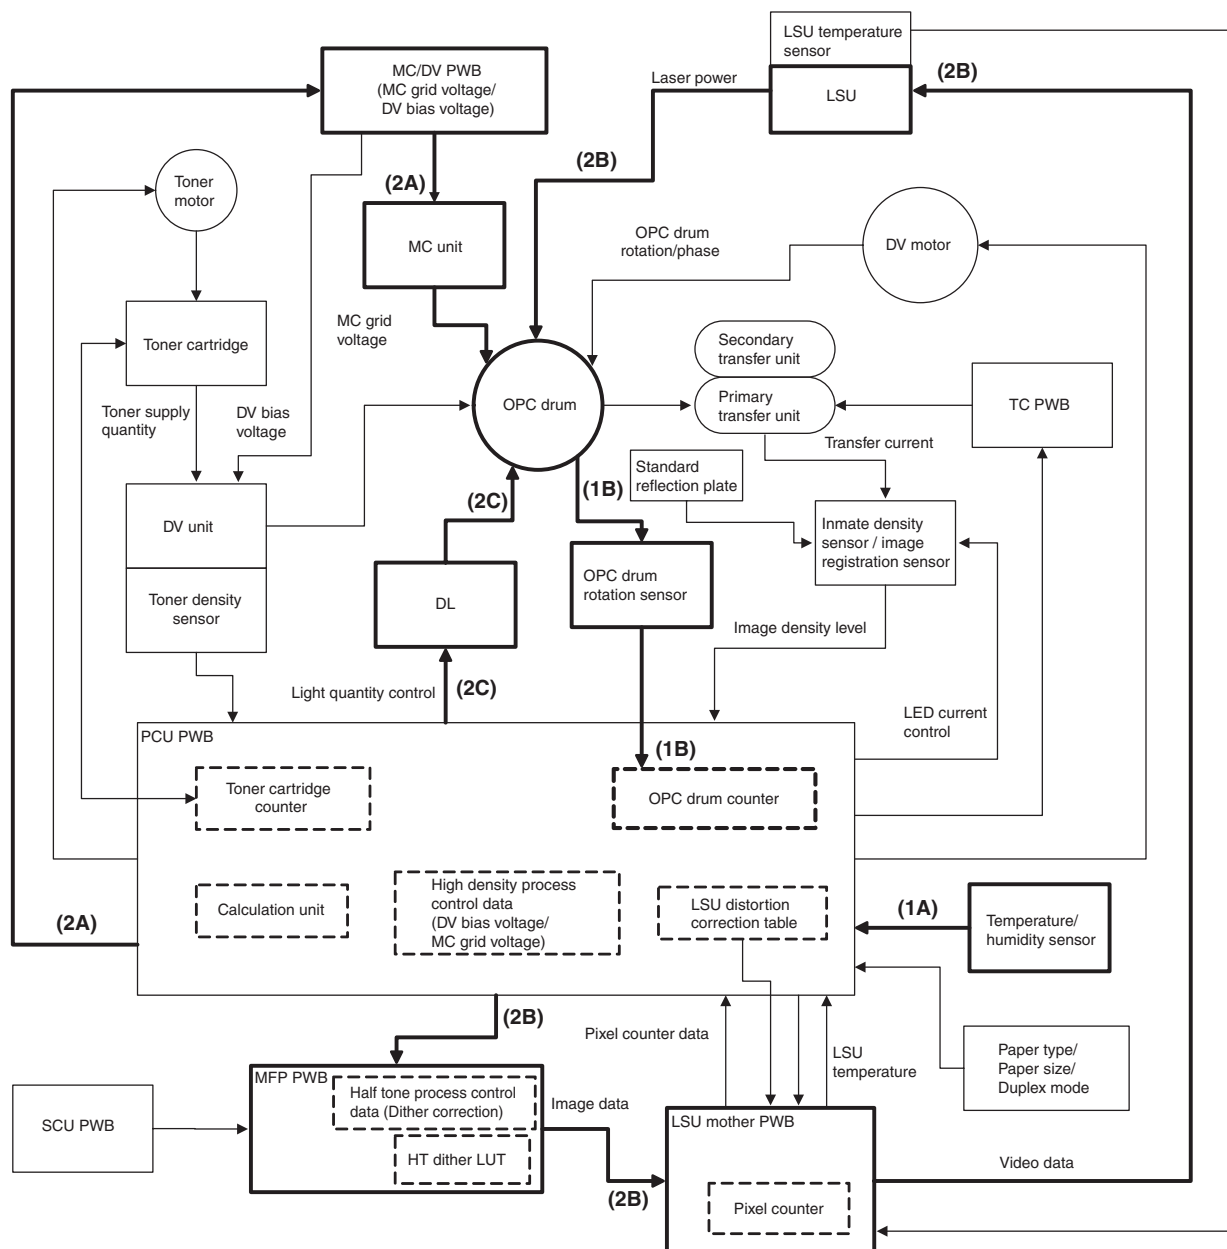 LSU temperature
sensor
MC/DV PWB
(MC grid voltage/
DV bias voltage)
Laser power
LSU
(2B)
(2B)
(2A)
Toner
motor
MC unit
OPC drum
rotation/phase
DV motor
MC grid
voltage
Toner cartridge
Secondary
transfer unit
OPC drum
Primary
transfer unit
TC PWB
Toner supply
quantity
DV bias
voltage
Transfer current
Standard
reflection plate
(1B)
(2C)
DV unit
Inmate density
sensor / image
registration sensor
OPC drum
rotation sensor
Toner density
sensor
DL
Image density level
Light quantity control
(2C)
LED current
control
PCU PWB
(1B)
Toner cartridge
counter
OPC drum counter
High density process
control data
(DV bias voltage/
MC grid voltage)
Calculation unit
LSU distortion
correction table
(1A)
Temperature/
humidity sensor
(2A)
(2B)
Pixel counter data
LSU
temperature
Paper type/
Paper size/
Duplex mode
MFP PWB
Half tone process control
data (Dither correction)
Image data
SCU PWB
LSU mother PWB
HT dither LUT
Video data
(2B)
Pixel counter